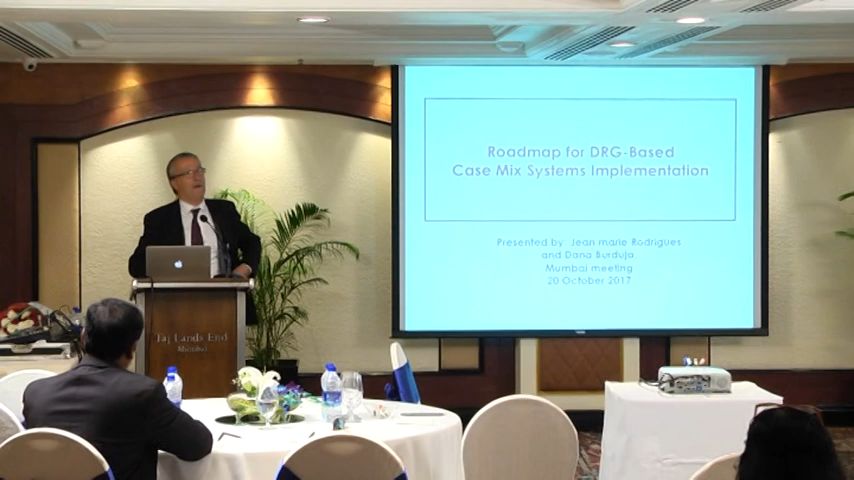 Roadmap for DRG-Based
Case Mix Systems Implementation
Presented by Jean marie Rodrigues
and Dana Burduja
Mumbai meeting
20 October 2017
Taj Lands End
Mumbai